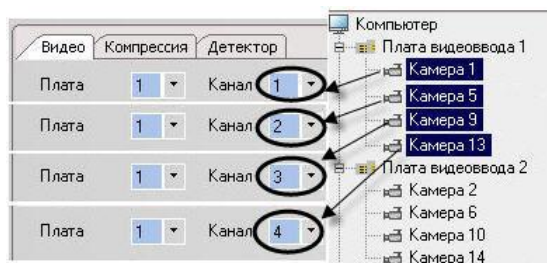 Видео Компрессия Детектор
Плата 1 Канал 1
Плата 1 Канал 2
Плата 1 Канал 3
Плата 1 Канал 4
Компьютер
Плата видеоввода 1
Камера 1
Камера 5
Камера 9
Камера 13
Плата видеоввода 2
Камера 2
Камера 6
Камера 10
Камера 14